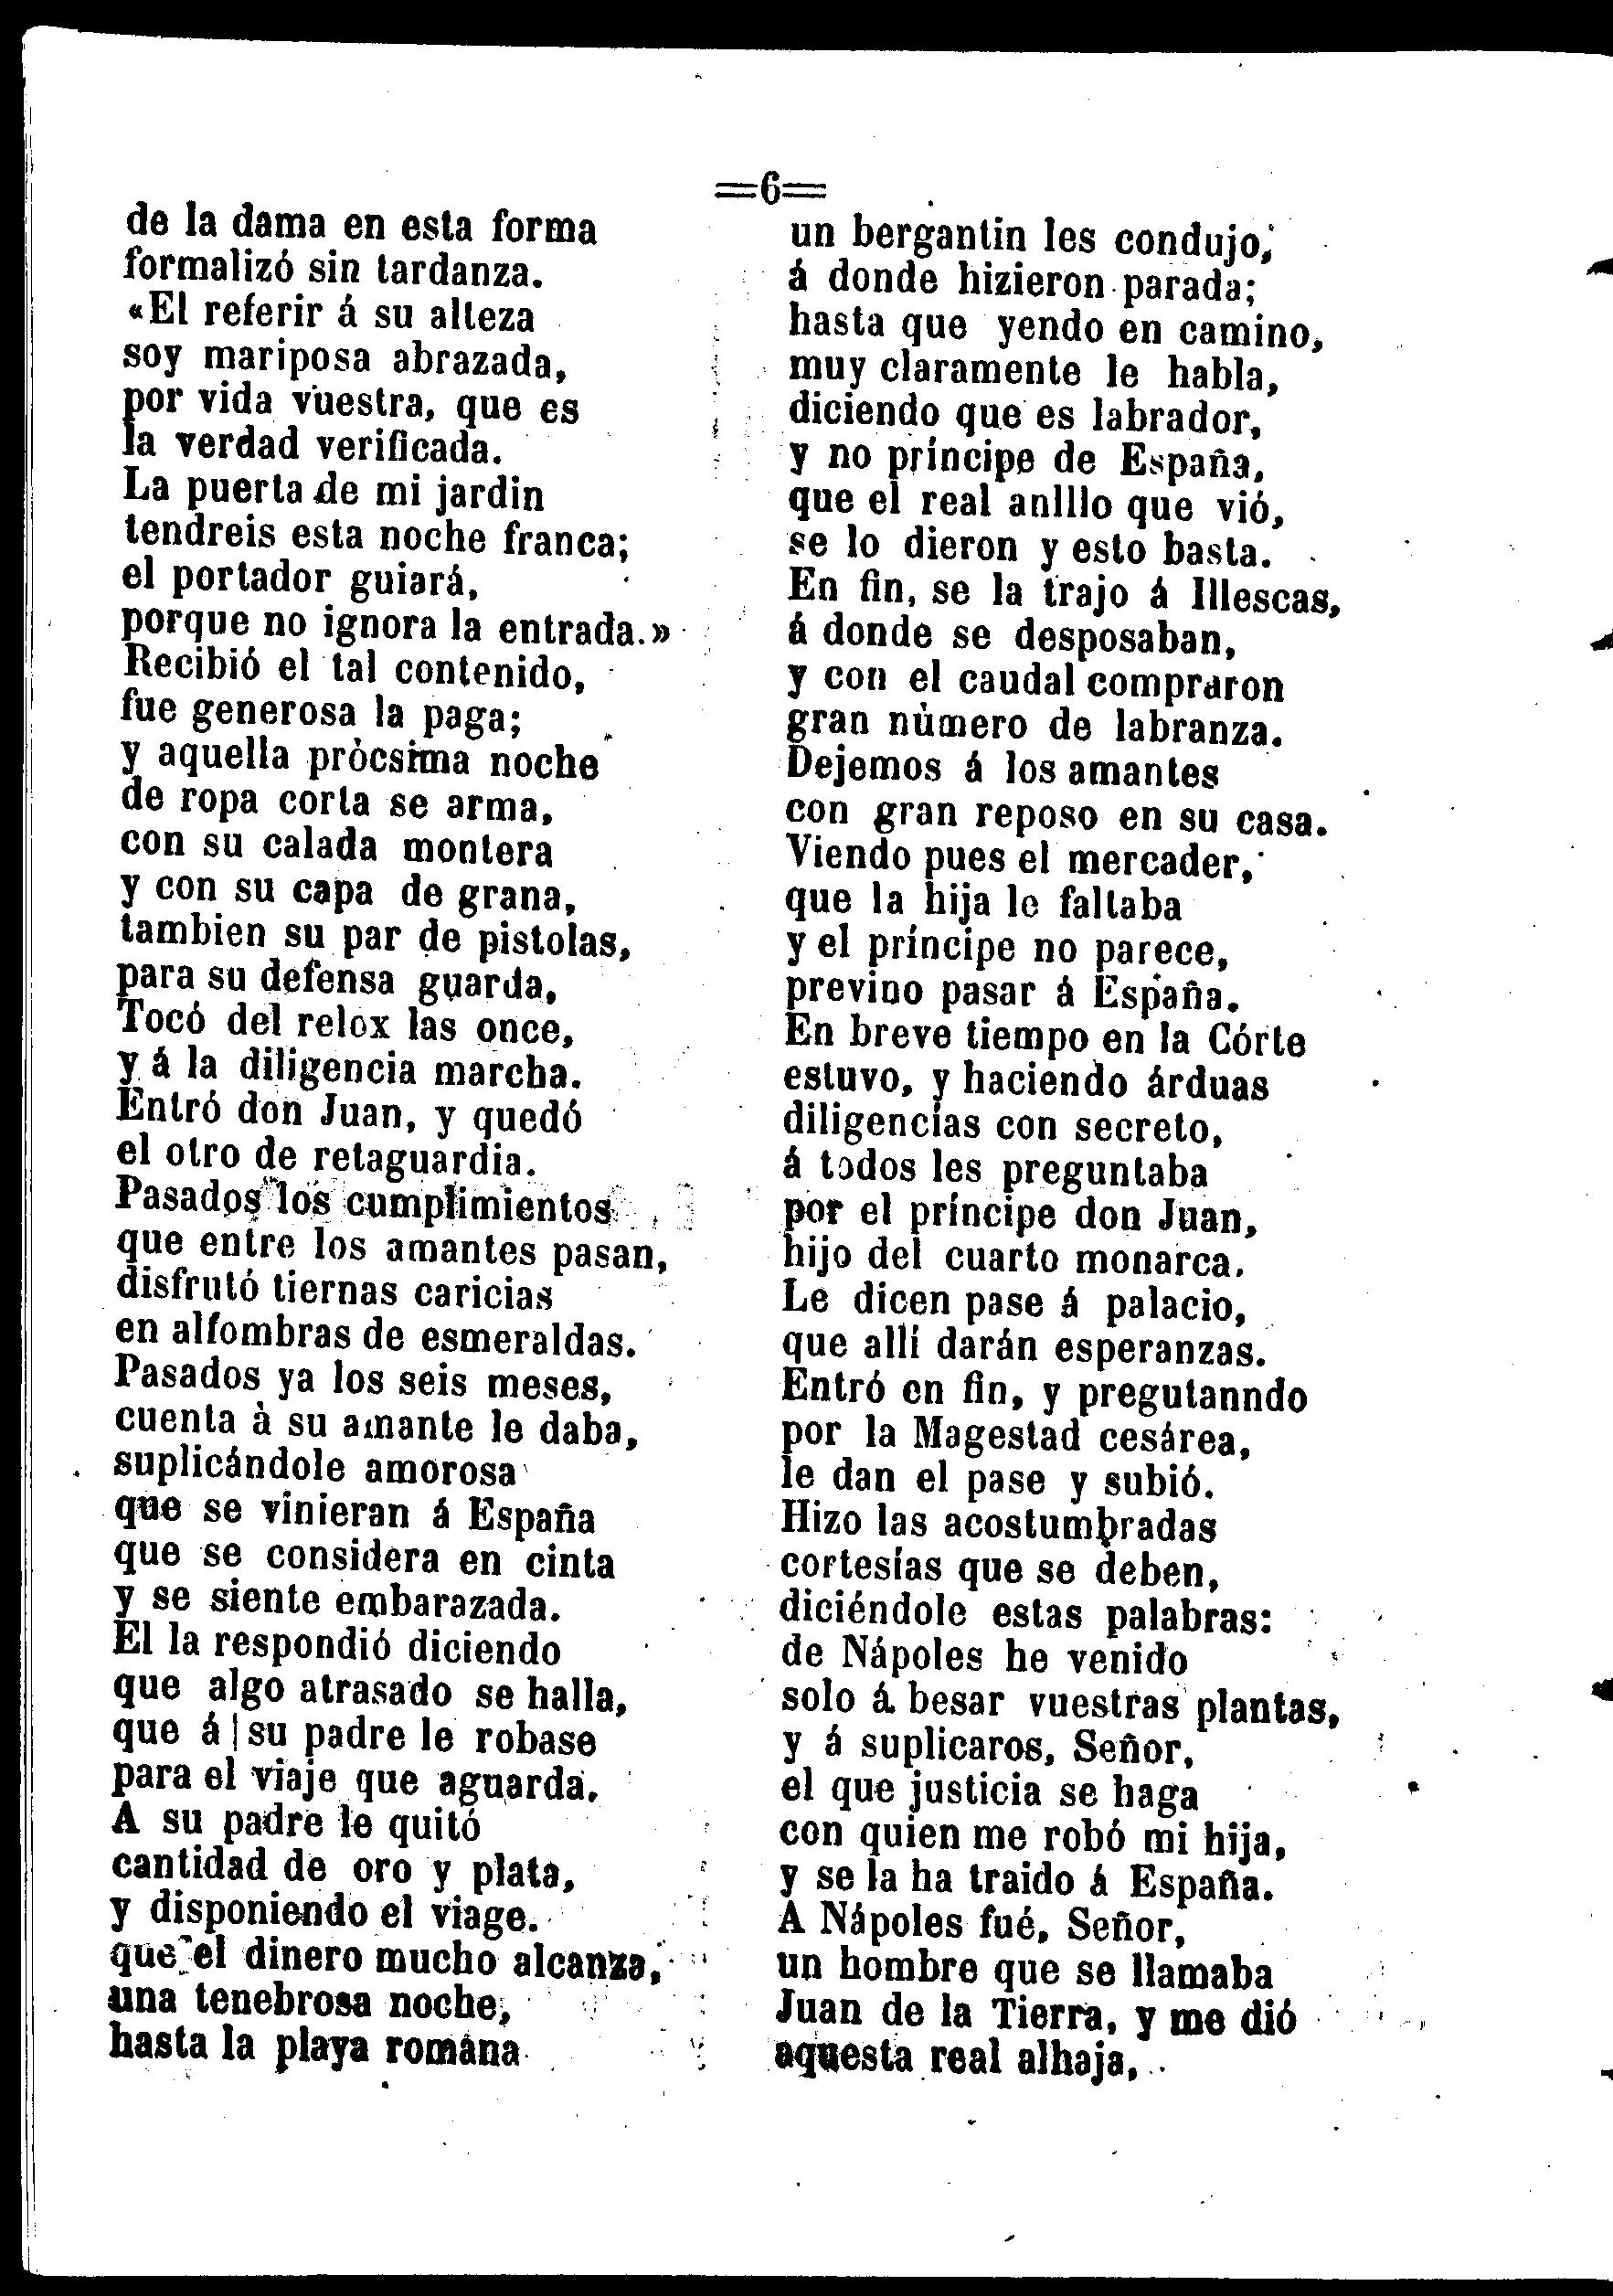 =6=
de la dama en esta forma
formalizó sin tardanza.
«El referir á su alteza
soy mariposa abrazada,
por vida vuestra, que es
la verdad verificada.
La puerta de mi jardin
tendreis esta noche franca;
el portador guiará,
porque no ignora la entrada.»
Recibió el tal contenido,
fue generosa la paga;
y aquella pròcsima noche
de ropa corta se arma,
con su calada montera
y con su capa de grana,
tambien su par de pistolas,
para su defensa guarda,
Tocó del relox las once,
y á la diligencia marcha.
Entró don Juan, y quedó
el otro de retaguardia.
Pasados los cumplimientos
que entre los amantes pasan,
disfrutó tiernas caricias
en alfombras de esmeraldas.
Pasados ya los seis meses,
cuenta à su amante le daba,
suplicándole amorosa
que se vinieran á España
que se considera en cinta
y se siente embarazada.
El la respondió diciendo
que algo atrasado se halla,
que á su padre le robase
para el viaje que aguarda.
A su padre le quitó
cantidad de oro y plata,
y disponiendo el viage.
que el dinero mucho alcanza,
una tenebrosa noche,
hasta la playa romana
un bergantin les condujo,
á donde hizieron parada;
hasta que yendo en camino,
muy claramente le habla,
diciendo que es labrador,
y no príncipe de España,
que el real anlllo que vió,
se lo dieron y esto basta.
En fin, se la trajo á Illescas,
á donde se desposaban,
y con el caudal compraron
gran nùmero de labranza.
Dejemos á los amantes
con gran reposo en su casa.
Viendo pues el mercader,
que la hija le faltaba
y el príncipe no parece,
previno pasar á España.
En breve tiempo en la Córte
estuvo, y haciendo árduas
diligencias con secreto,
á todos les preguntaba
por el príncipe don Juan,
hijo del cuarto monarca.
Le dicen pase á palacio,
que allí darán esperanzas.
Entró en fin, y pregutanndo
por la Magestad cesárea,
le dan el pase y subió.
Hizo las acostumbradas
cortesías que se deben,
diciéndole estas palabras:
de Nápoles he venido
solo á besar vuestras plantas,
y á suplicaros, Señor,
el que justicia se haga
con quien me robó mi hija,
y se la ha traido á España.
A Nápoles fué, Señor,
un hombre que se llamaba
Juan de la Tierra, y me dió
aquesta real alhaja,